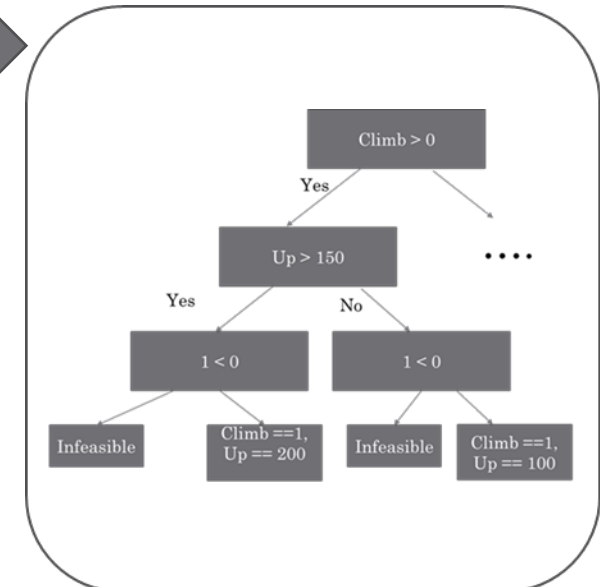 Climb > 0
Yes
Up > 150
....
Yes
No
1 < 0
1 < 0
Infeasible
Climb ==1,
Up == 200
Infeasible
Climb ==1,
Up == 100